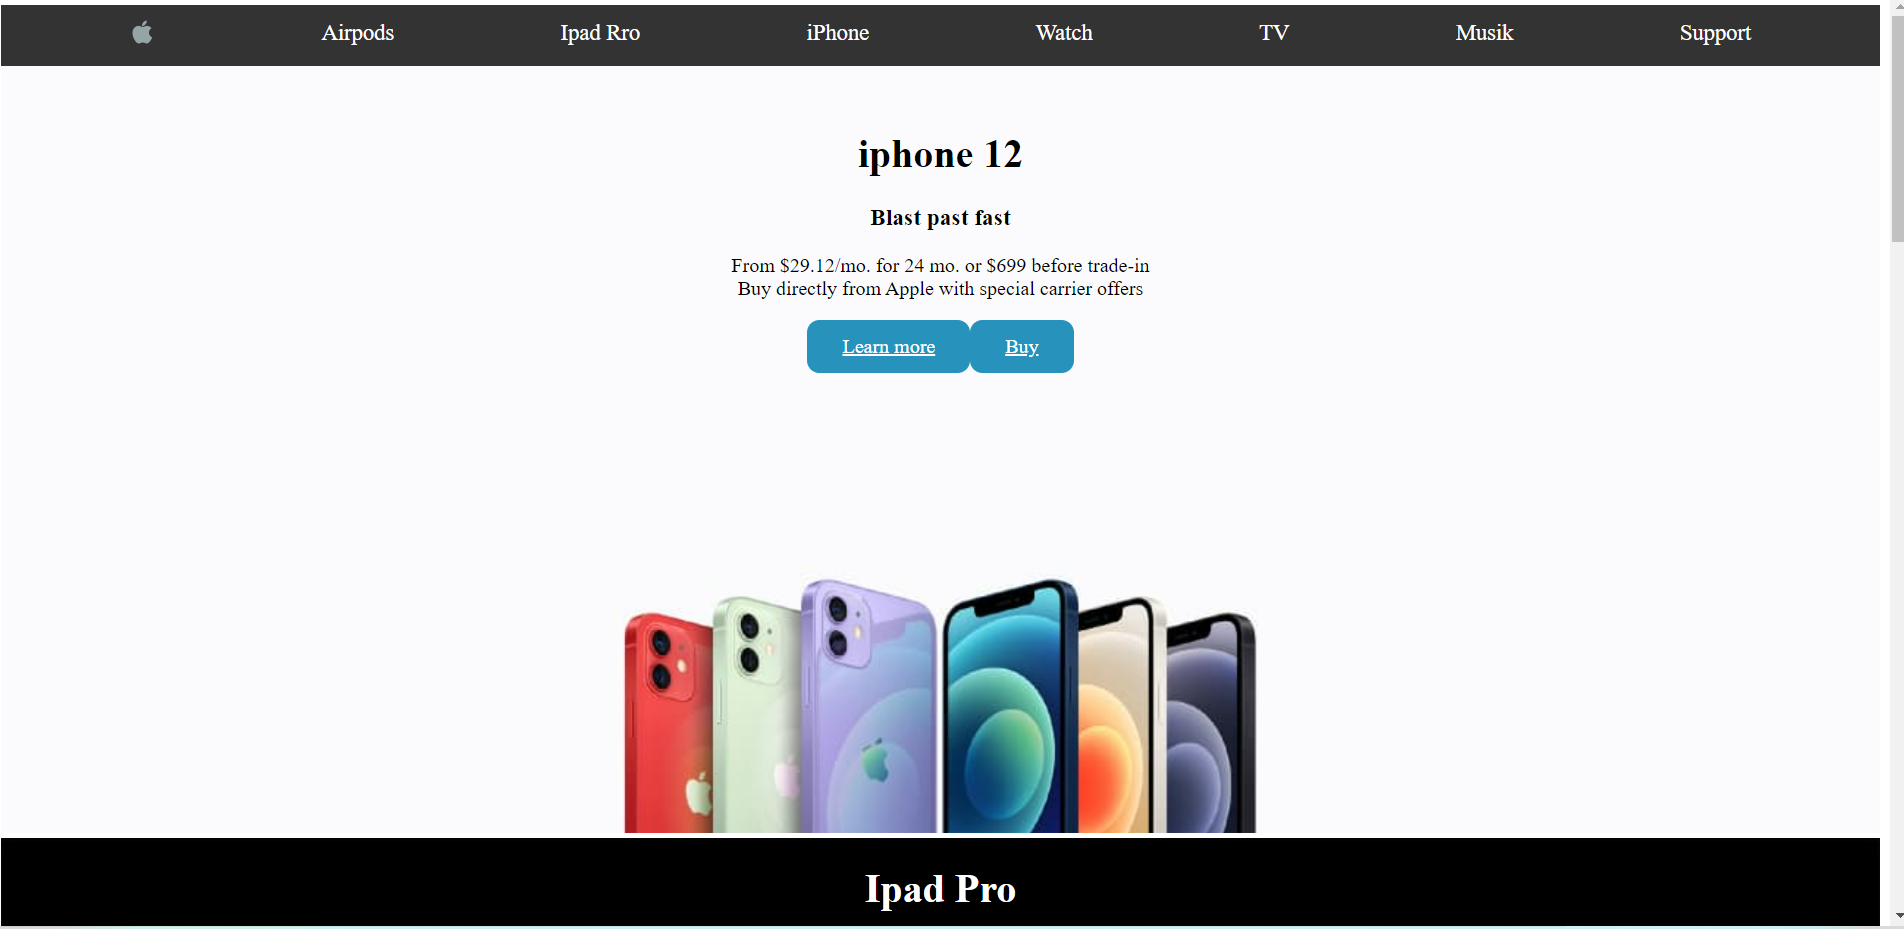 Airpods Ipad Rro iPhone Watch TV Musik Support
iphone 12
Blast past fast
From $29.12/mo. for 24 mo. or $699 before trade-in
Buy directly from Apple with special carrier offers
Learn more Buy
Ipad Pro